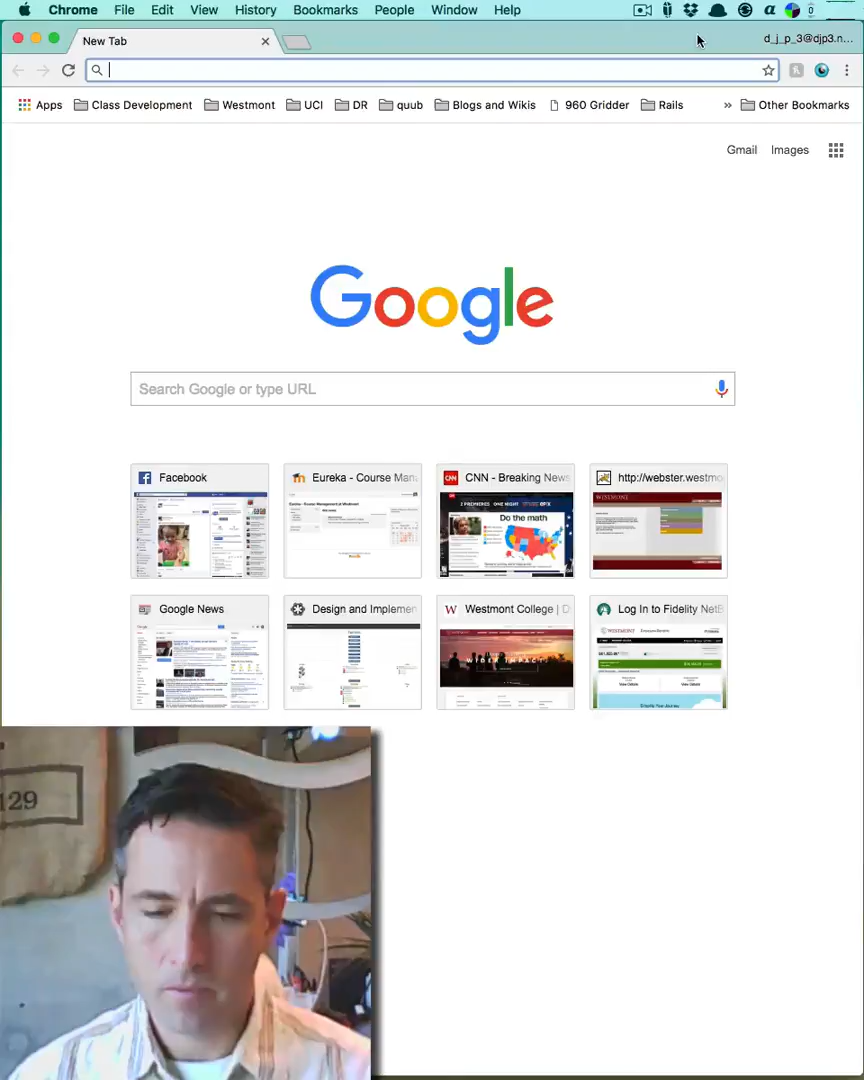 Chrome File Edit View History Bookmarks People Window Help
New Tab
d_j_p_3@djp3.n...
Apps Class Development Westmont UCI DR quub Blogs and Wikis 960 Gridder Rails » Other Bookmarks
Gmail Images
Google
Search Google or type URL
Facebook Eureka - Course Man CNN - Breaking News http://webster.westmo
Do the math
Google News Design and Implemen Westmont College | D Log In to Fidelity NetB
WIDER IMPACT
129